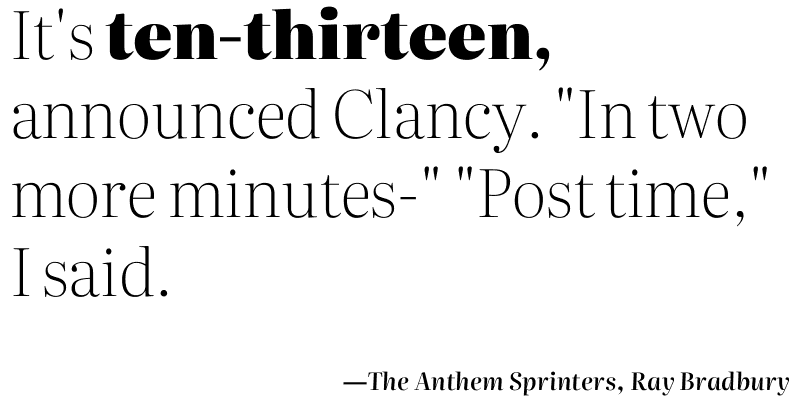 It's ten-thirteen,
announced Clancy. "In two
more minutes-" "Post time,"
I said.
—The Anthem Sprinters, Ray Bradbury